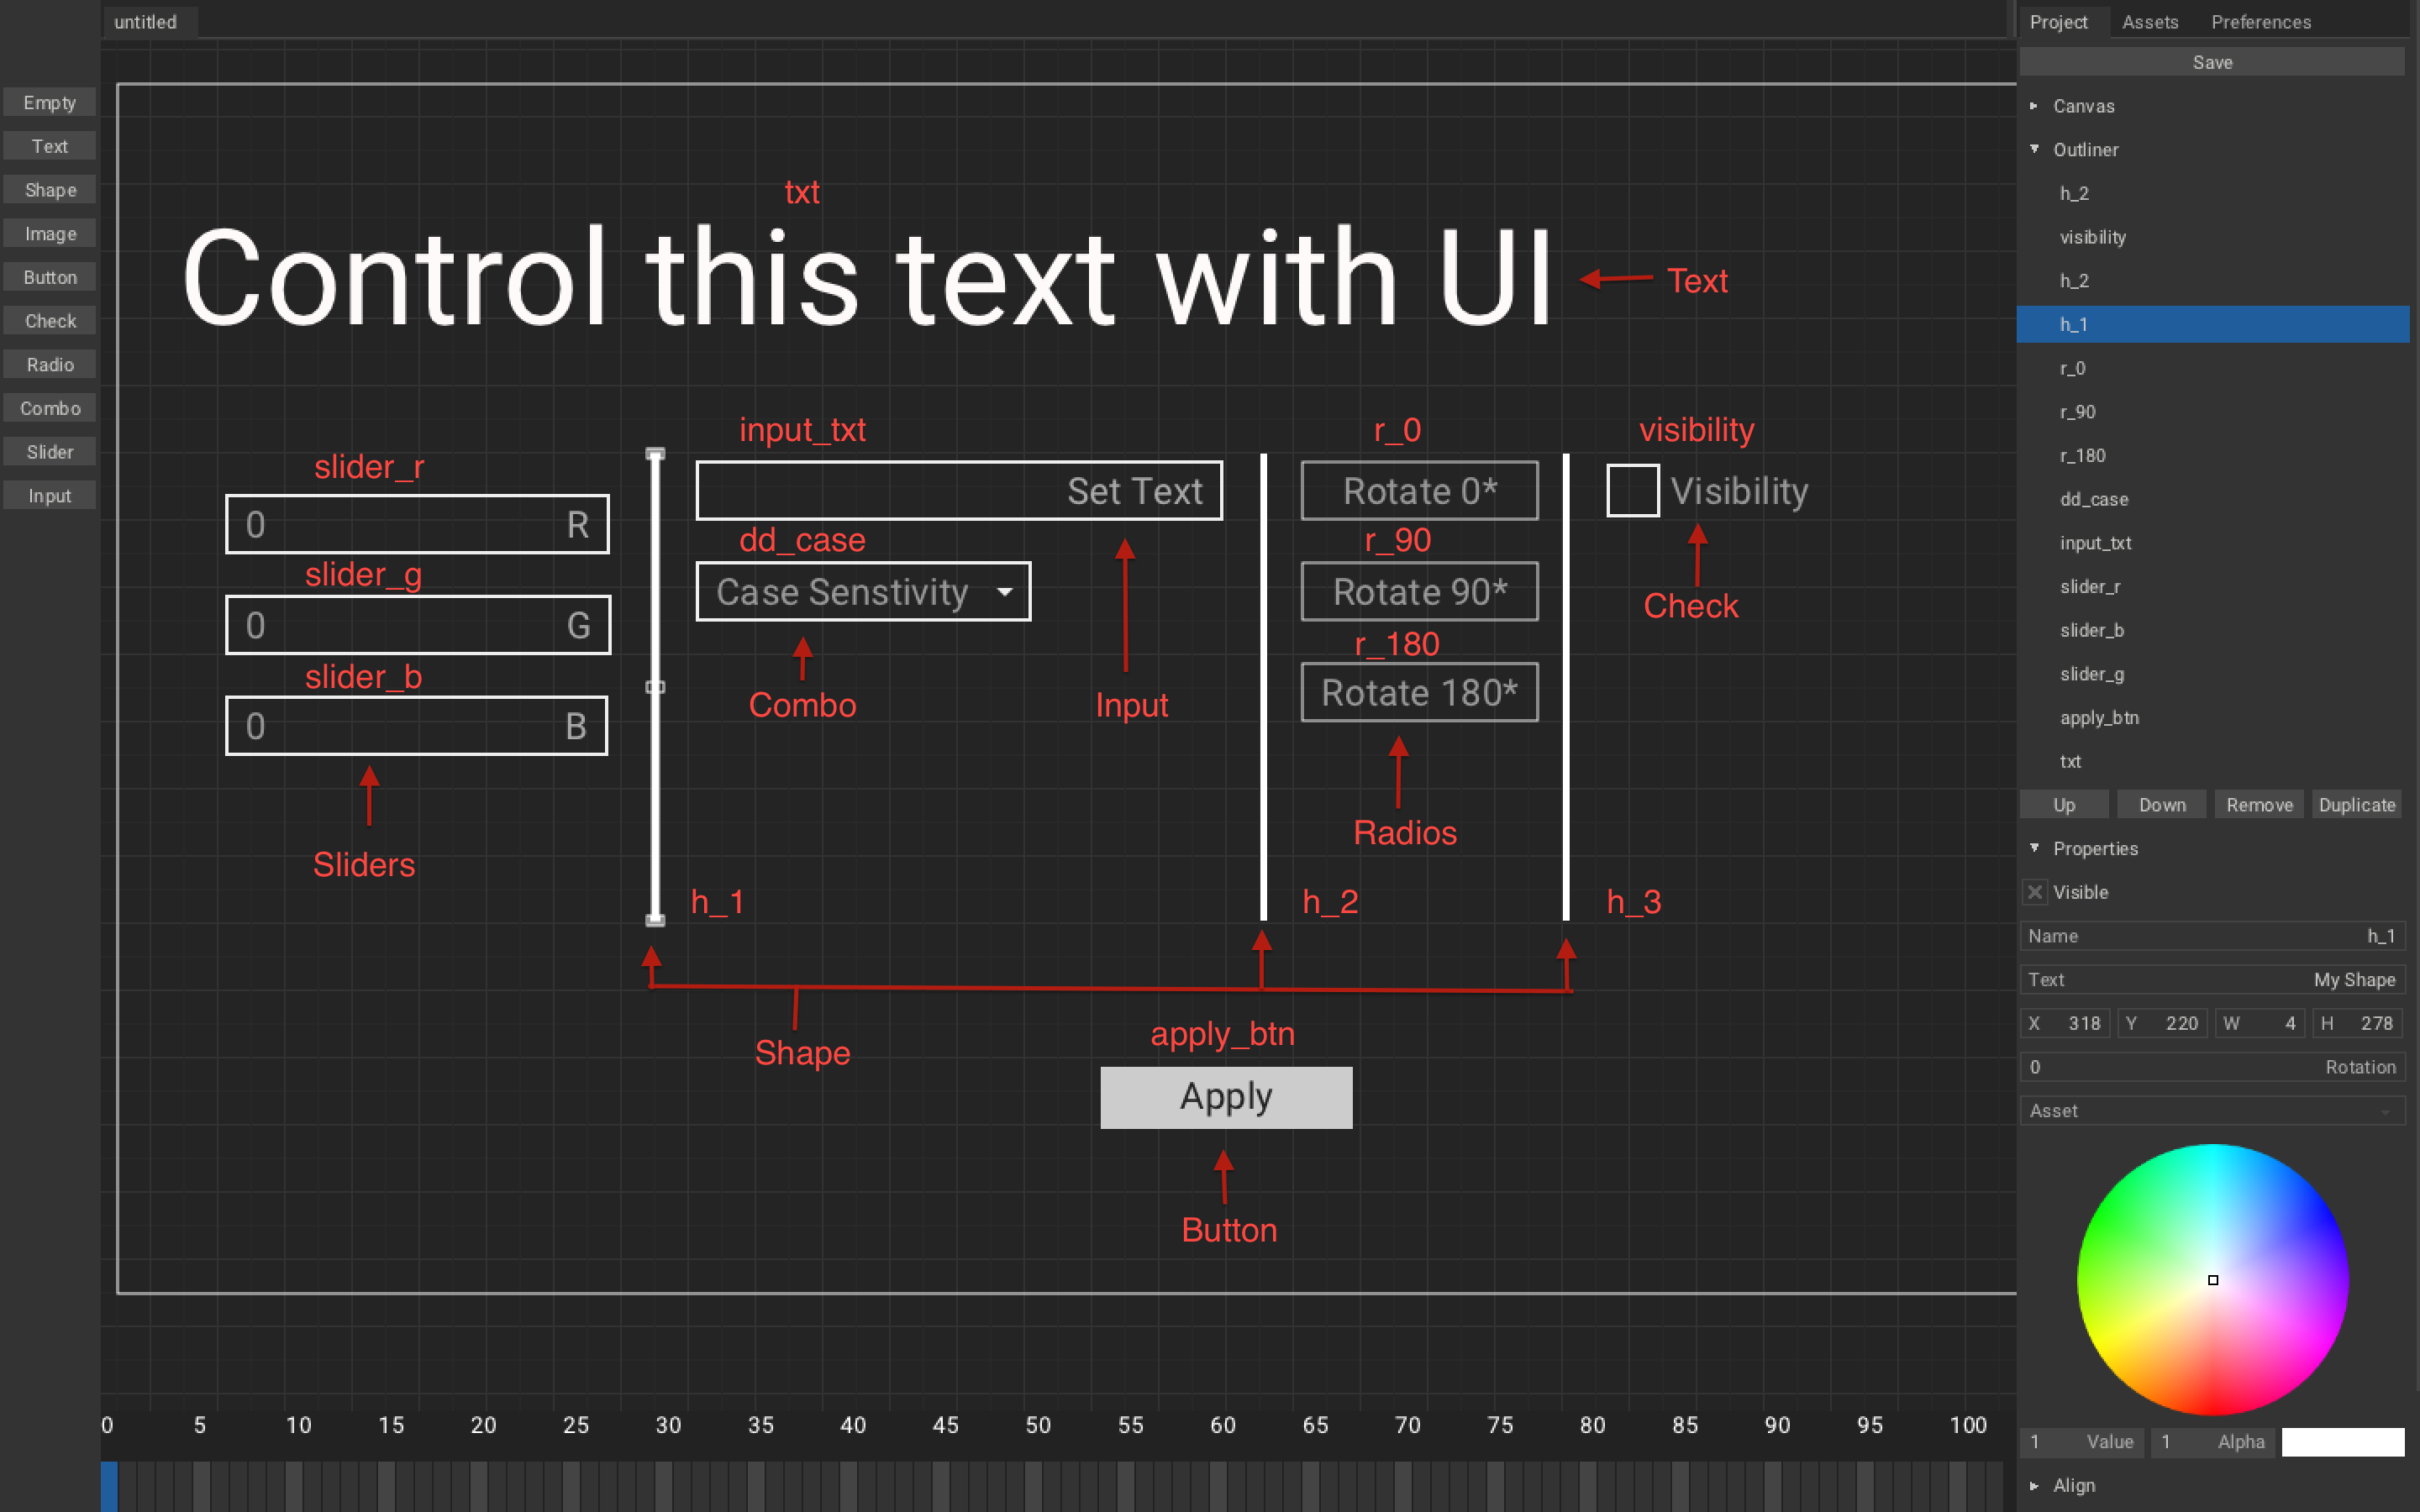 untitled
Project Assets Preferences
Save
Empty
Text
Shape
Image
Button
Check
Radio
Combo
Slider
Input
txt
Control this text with UI
Text
slider_r
0 R
slider_g
0 G
slider_b
0 B
Sliders
input_txt
Set Text
dd_case
Case Senstivity
Combo
Input
r_0
Rotate 0*
r_90
Rotate 90*
r_180
Rotate 180*
Radios
visibility
Visibility
Check
h_1
h_2
h_3
Shape
apply_btn
Apply
Button
0 5 10 15 20 25 30 35 40 45 50 55 60 65 70 75 80 85 90 95 100
Canvas
Outliner
h_2
visibility
h_2
h_1
r_0
r_90
r_180
dd_case
input_txt
slider_r
slider_b
slider_g
apply_btn
txt
Up Down Remove Duplicate
Properties
Visible
Name h_1
Text My Shape
X 318 Y 220 W 4 H 278
0 Rotation
Asset
1 Value 1 Alpha
Align